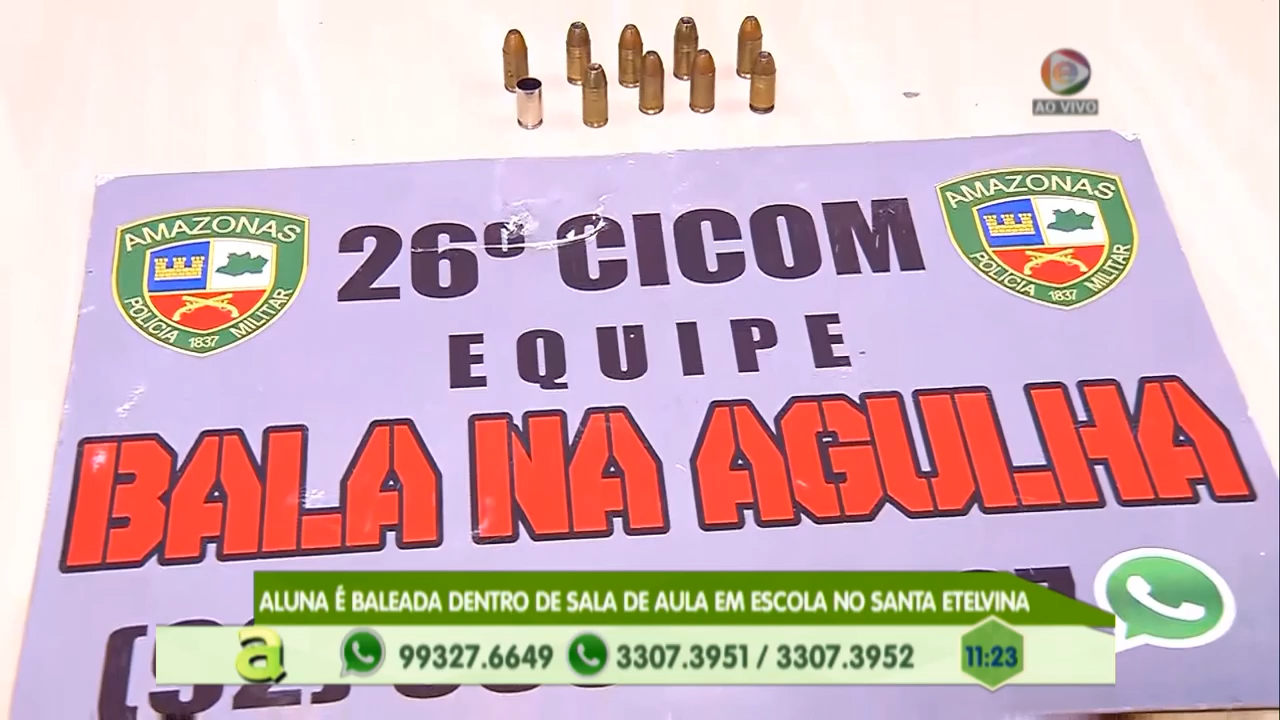 e
AO VIVO
AMAZONAS
POLÍCIA 1837 MILITAR
26º CICOM
AMAZONAS
POLÍCIA 1837 MILITAR
EQUIPE
BALA NA AGULHA
ALUNA É BALEADA DENTRO DE SALA DE AULA EM ESCOLA NO SANTA ETELVINA
a 99327.6649 3307.3951 / 3307.3952 11:23
(92)